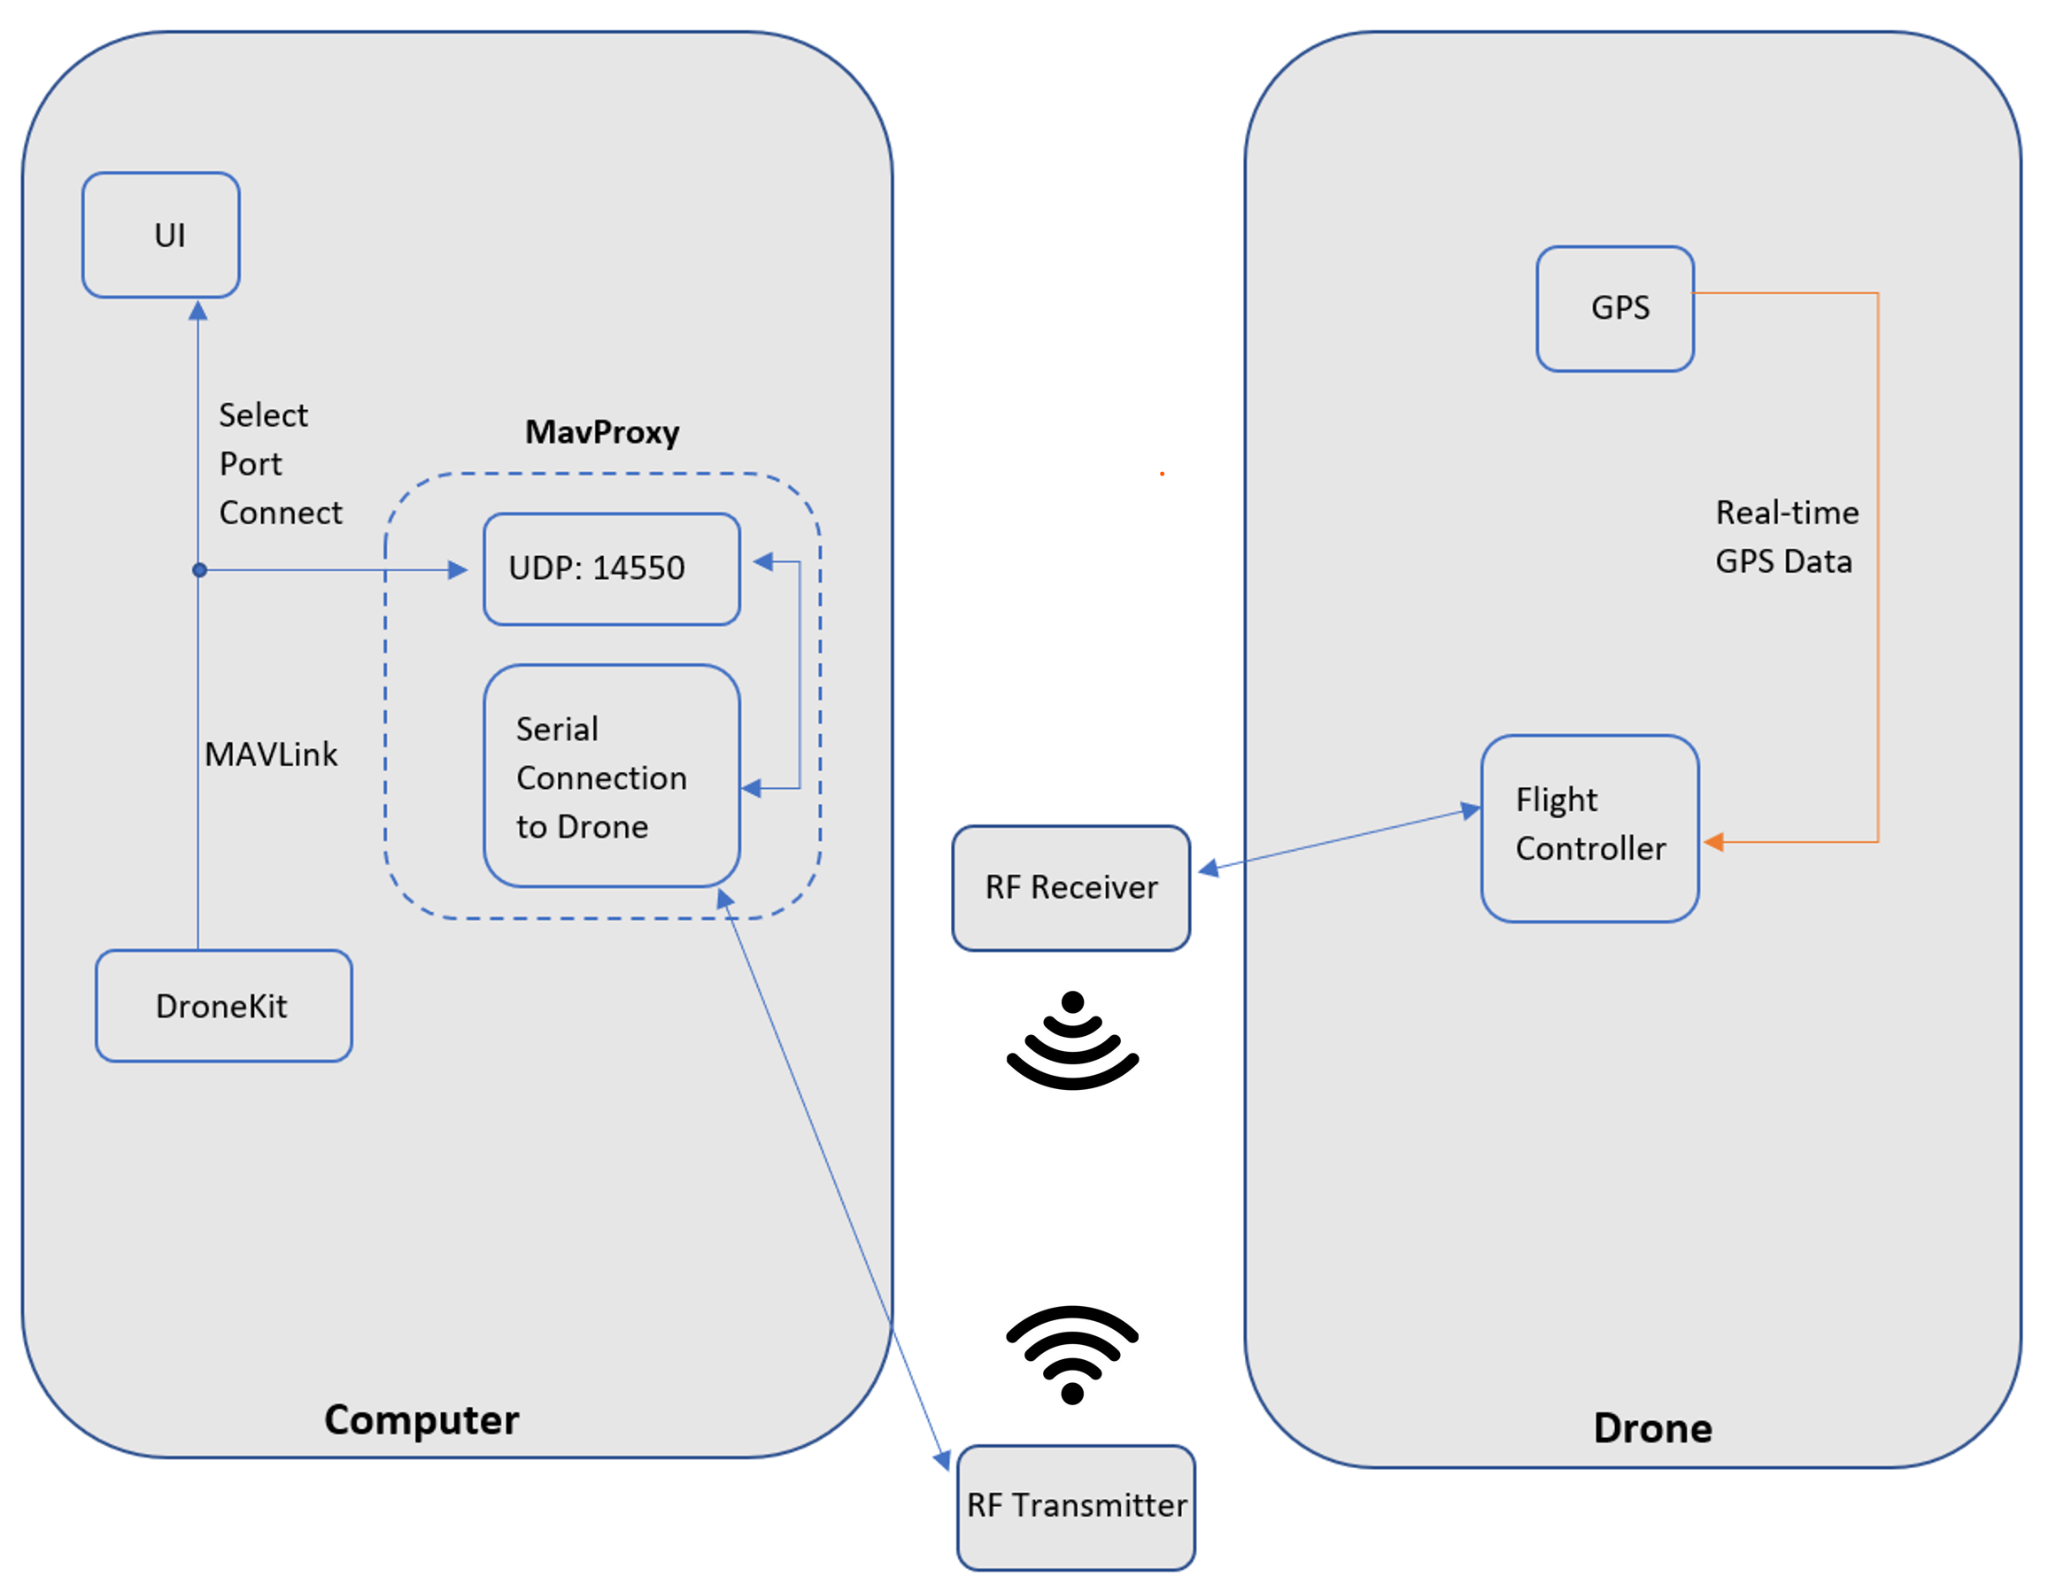 UI
Select
Port
Connect
MavProxy
UDP: 14550
Serial
Connection
to Drone
MAVLink
DroneKit
Computer
RF Receiver
RF Transmitter
GPS
Real-time
GPS Data
Flight
Controller
Drone